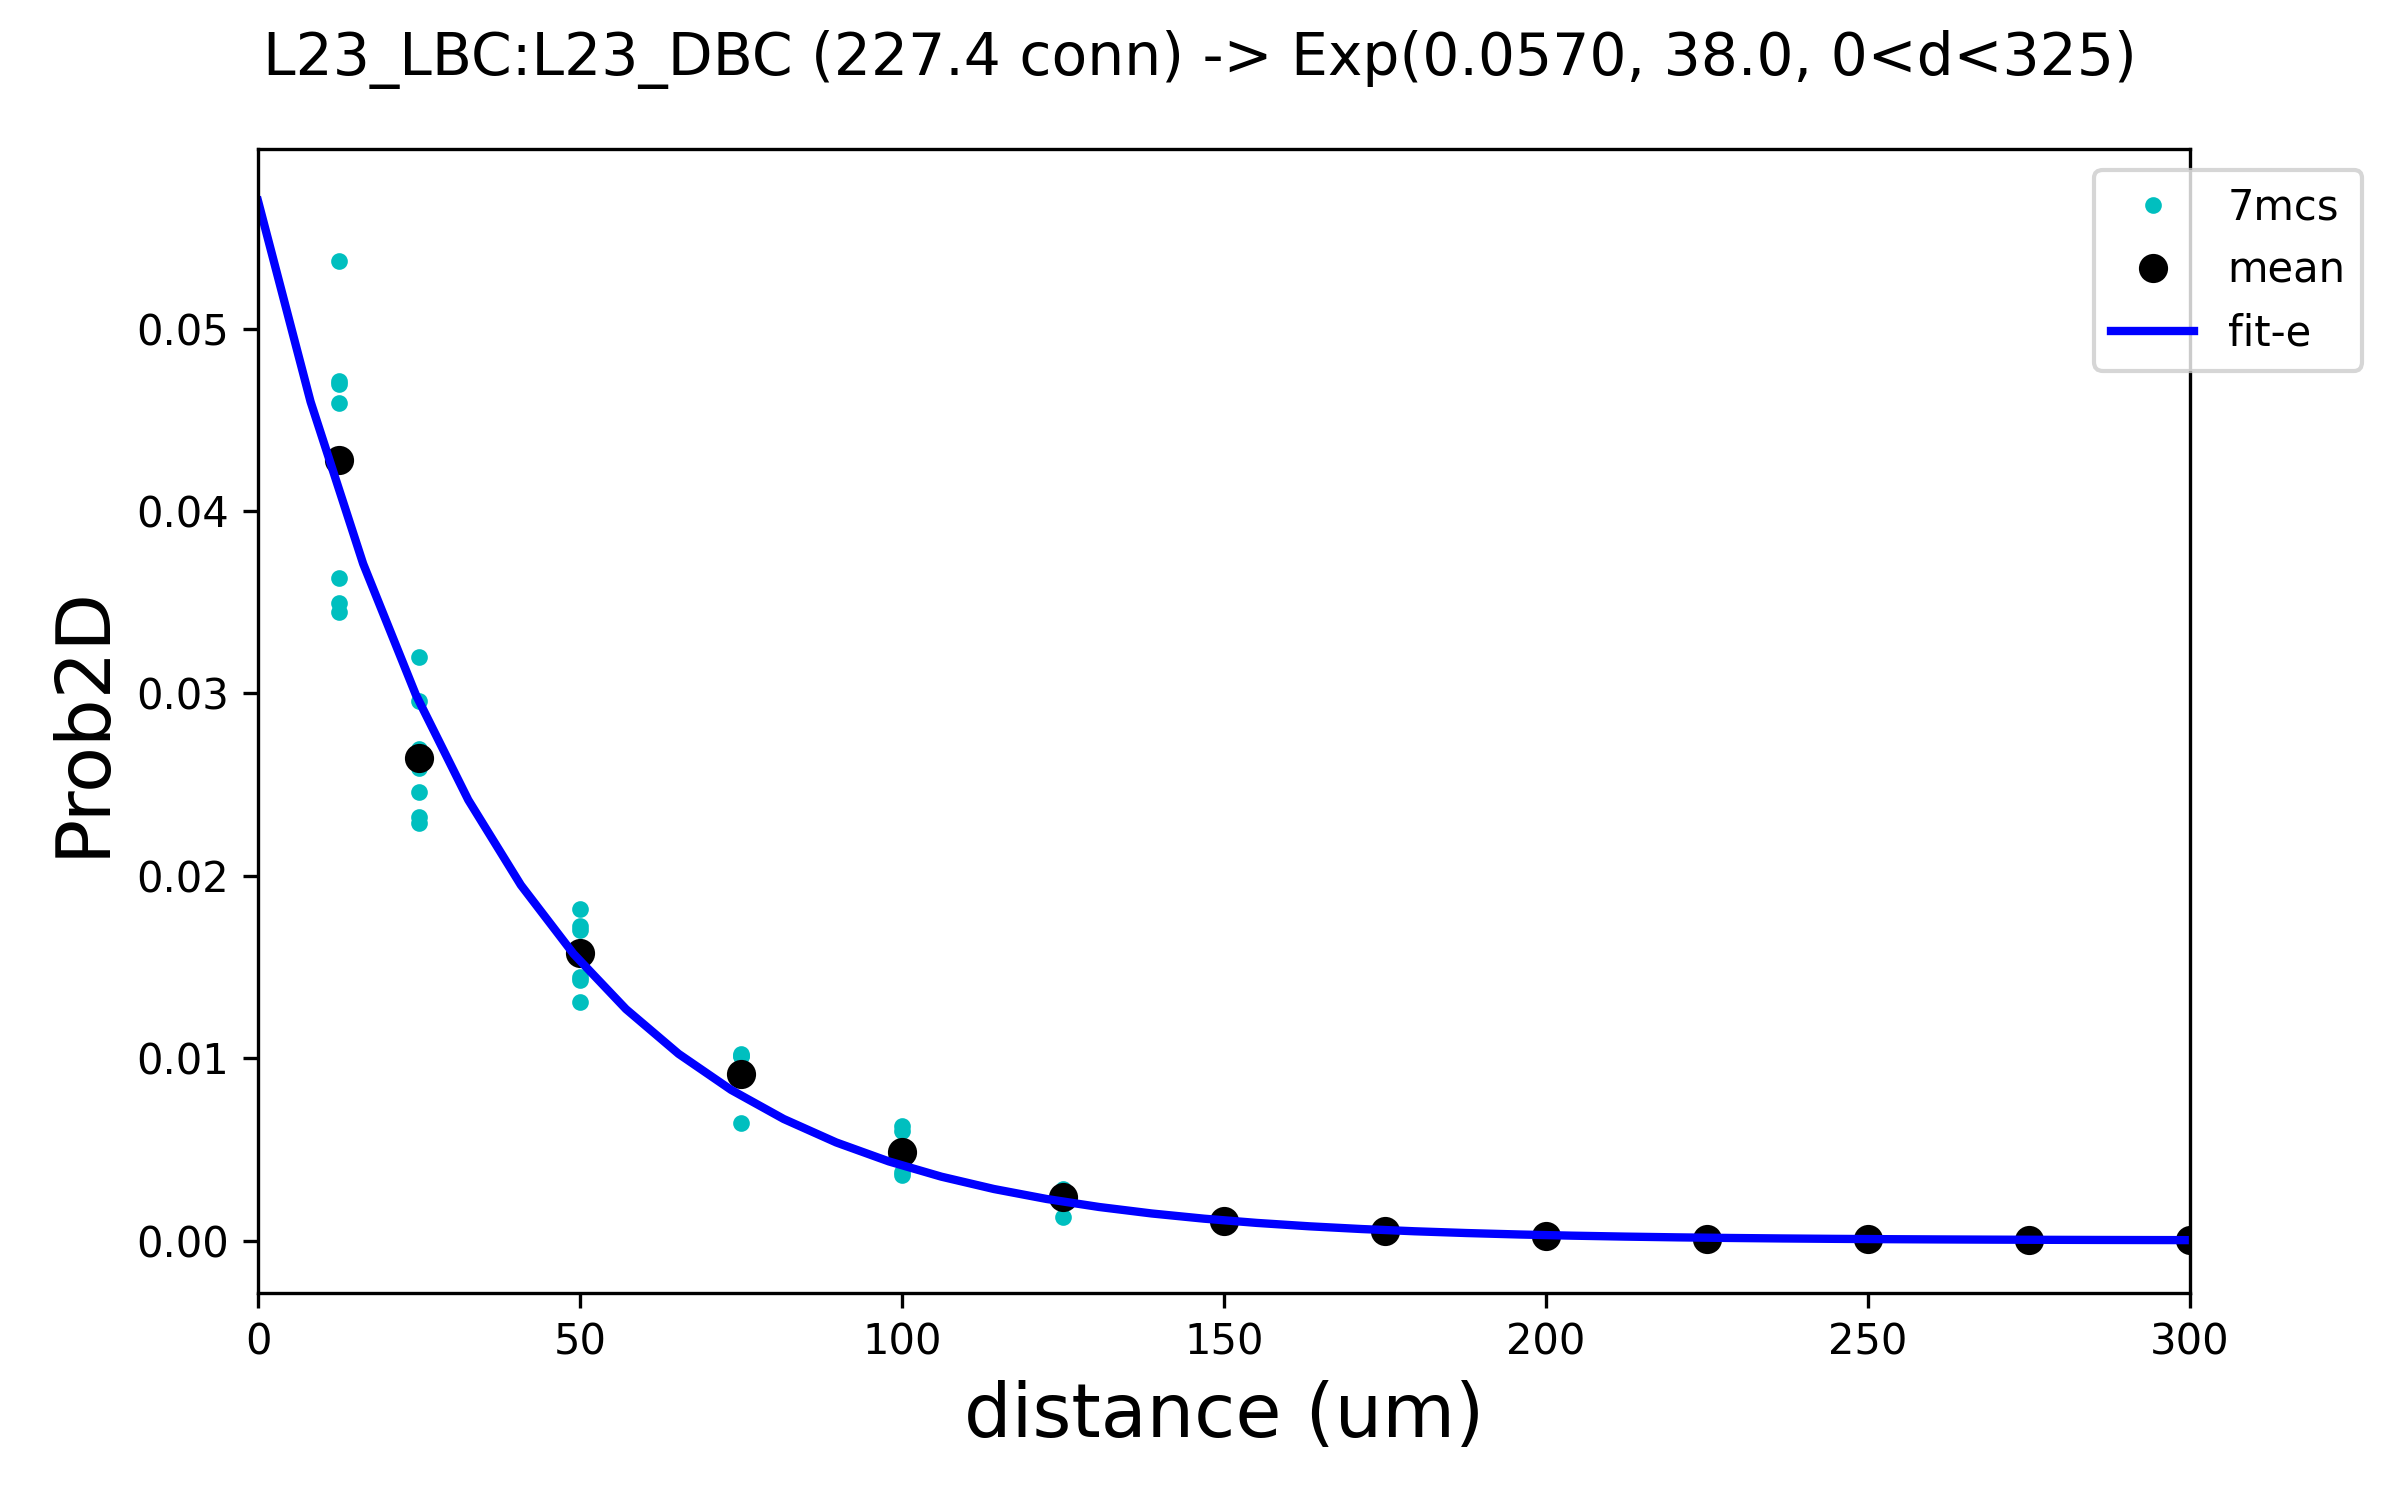 L23_LBC:L23_DBC (227.4 conn) -> Exp(0.0570, 38.0, 0<d<325)
7mcs
mean
fit-e
Prob2D
0.05
0.04
0.03
0.02
0.01
0.00
0 50 100 150 200 250 300
distance (um)